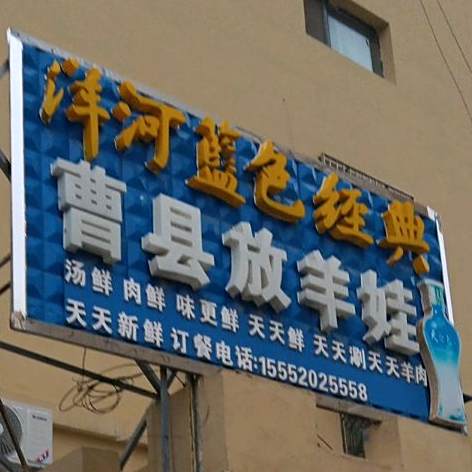 洋河蓝色经典
曹县放羊娃
汤鲜 肉鲜 味更鲜 天天鲜 天天涮天天羊肉
天天新鲜 订餐电话:15552025558